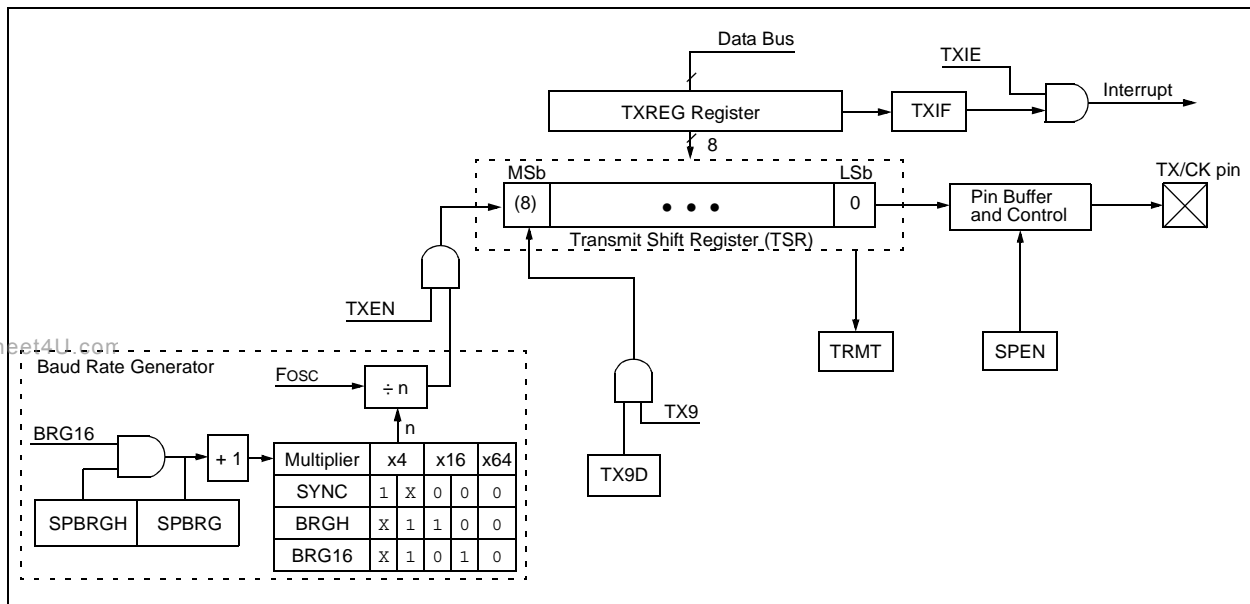 Data Bus
TXIE
Interrupt
TXREG Register
TXIF
8
MSb
LSb
TX/CK pin
(8)
• • •
0
Pin Buffer
and Control
Transmit Shift Register (TSR)
TXEN
TRMT
SPEN
heet4U.com
Baud Rate Generator
FOSC
÷ n
n
TX9
BRG16
+ 1
Multiplier x4 x16 x64
TX9D
SYNC 1 X 0 0 0
SPBRGH SPBRG
BRGH X 1 1 0 0
BRG16 X 1 0 1 0